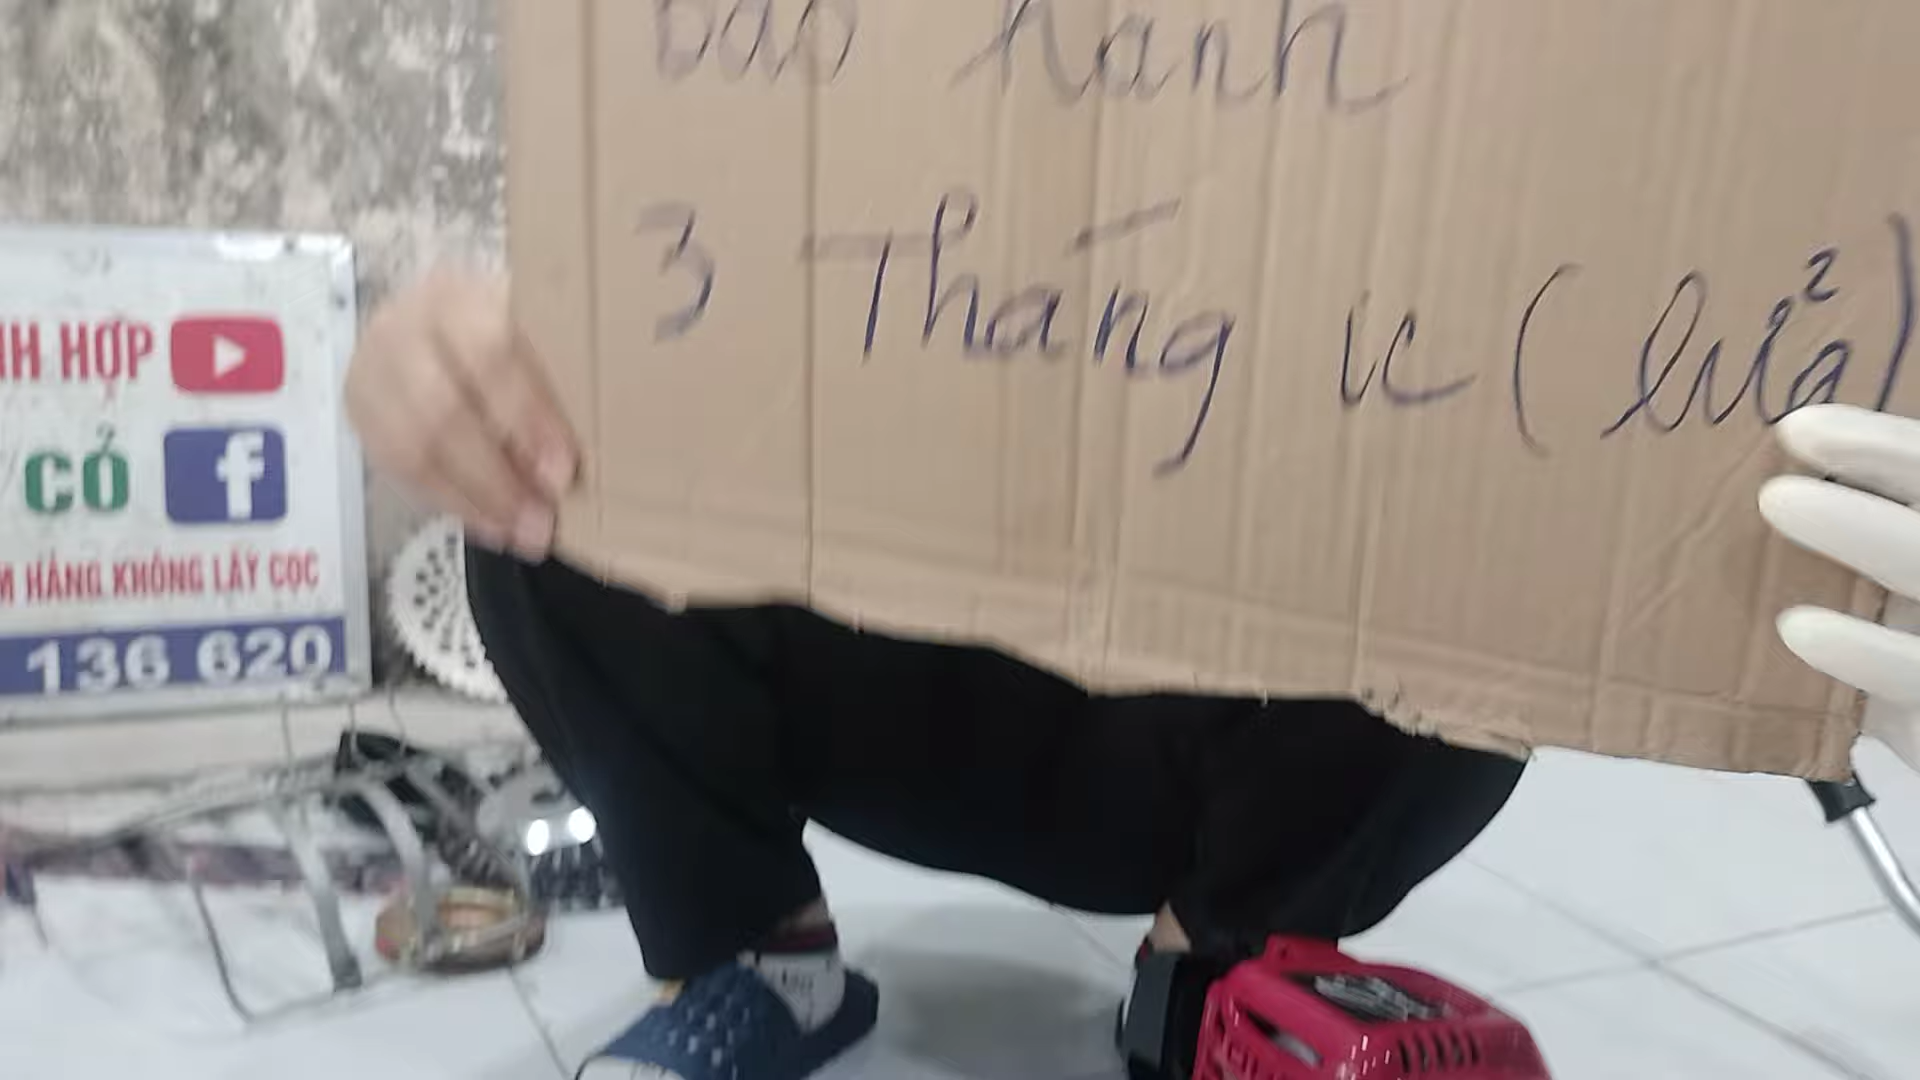 bảo hành
3 Tháng ic (lửa)
NH HỢP
CỎ
f
M HÀNG KHÔNG LẤY CỌC
136 620